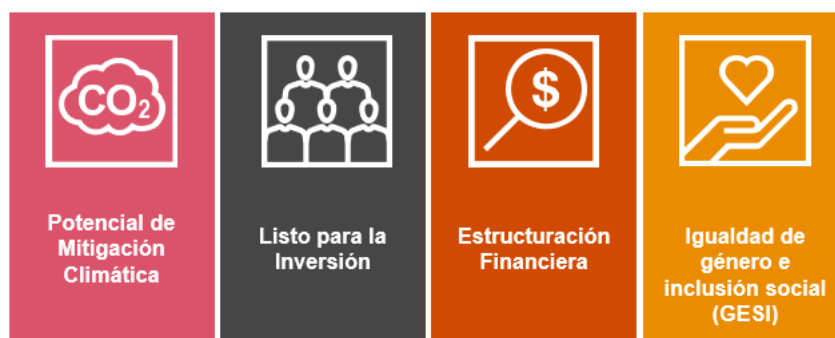 CO₂
$
Potencial de
Mitigación
Climática
Listo para la
Inversión
Estructuración
Financiera
Igualdad de
género e
inclusión social
(GESI)